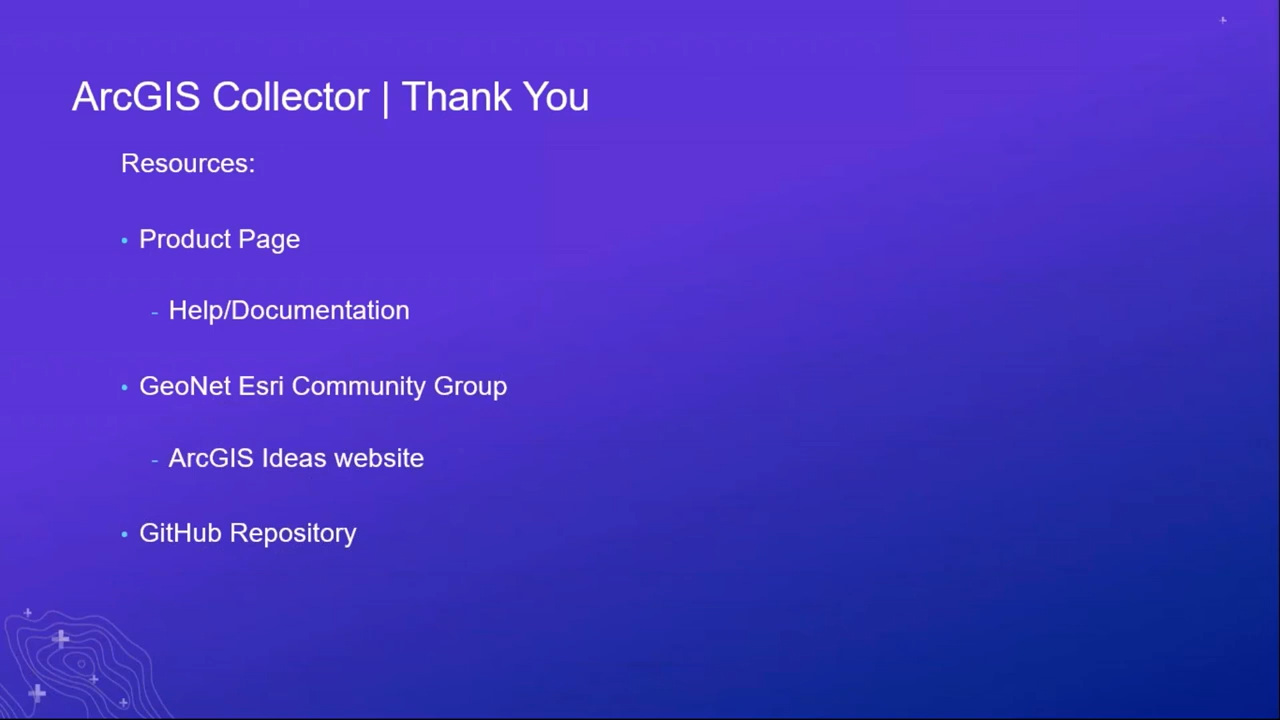 ArcGIS Collector | Thank You
Resources:
• Product Page
- Help/Documentation
• GeoNet Esri Community Group
- ArcGIS Ideas website
• GitHub Repository